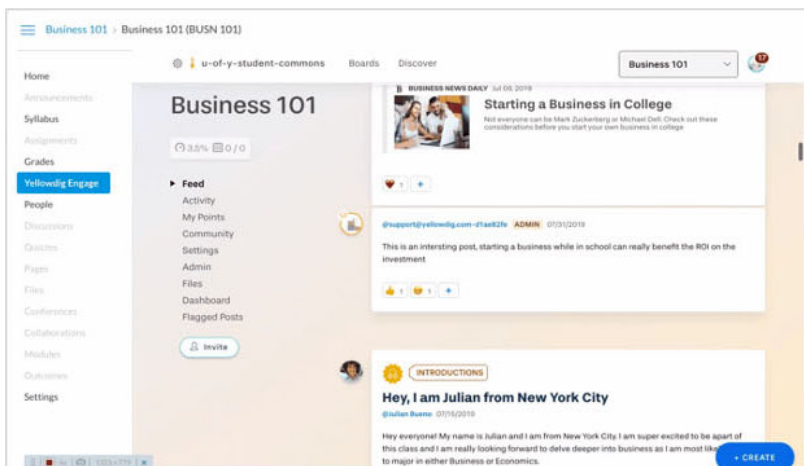 Business 101 > Business 101 (BUSN 101)
u-of-y-student-commons Boards Discover
Business 101
17
Home
Announcements
Syllabus
Assignments
Grades
Yellowdig Engage
People
Discussions
Quizzes
Pages
Files
Conferences
Collaborations
Modules
Outcomes
Settings
Business 101
3.5% 0 / 0
Feed
Activity
My Points
Community
Settings
Admin
Files
Dashboard
Flagged Posts
Invite
BUSINESS NEWS DAILY Jul 09, 2019
Starting a Business in College
Not everyone can be Mark Zuckerberg or Michael Dell. Check out these
considerations before you start your own business in college
1 +
@support@yellowdig.com-d1ae82fe ADMIN 07/31/2019
This is an intersting post, starting a business while in school can really benefit the ROI on the
investment
1 1 +
INTRODUCTIONS
Hey, I am Julian from New York City
@Julian Bueno 07/15/2019
Hey everyone! My name is Julian and I am from New York City. I am super excited to be apart of
this class and I am really looking forward to delve deeper into business as I am most like
to major in either Business or Economics.
+ CREATE